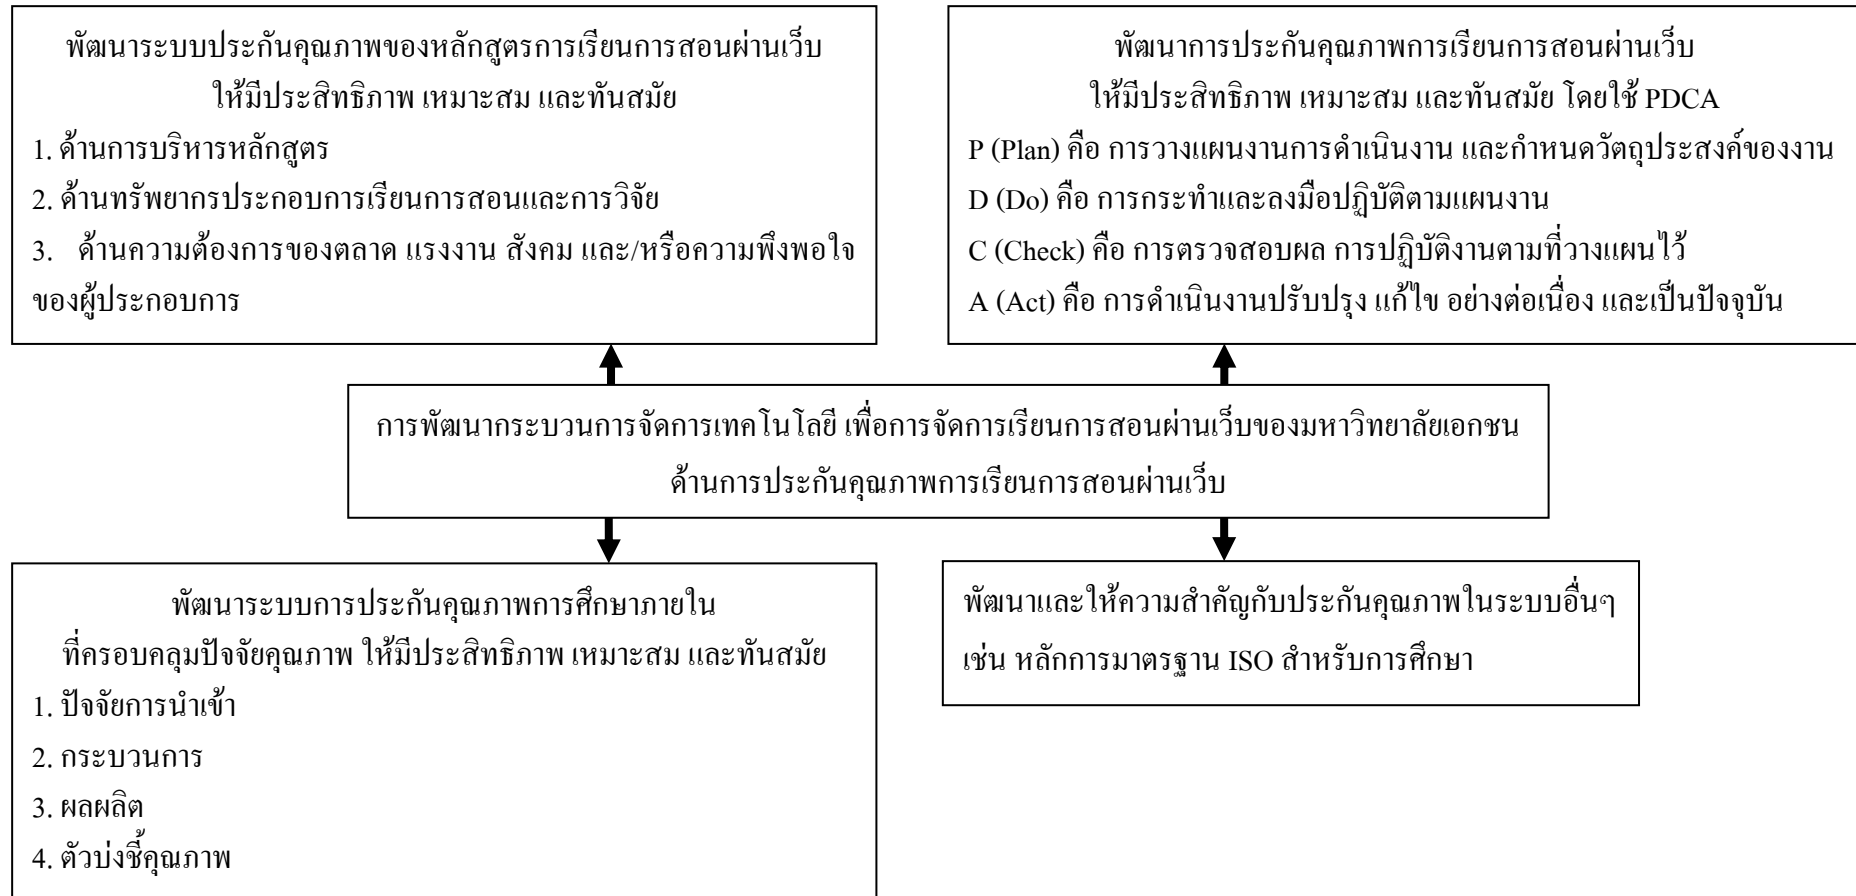 พัฒนาระบบประกันคุณภาพของหลักสูตรการเรียนการสอนผ่านเว็บ
ให้มีประสิทธิภาพ เหมาะสม และทันสมัย
1. ด้านการบริหารหลักสูตร
2. ด้านทรัพยากรประกอบการเรียนการสอนและการวิจัย
3. ด้านความต้องการของตลาด แรงงาน สังคม และ/หรือความพึงพอใจ
ของผู้ประกอบการ
พัฒนาการประกันคุณภาพการเรียนการสอนผ่านเว็บ
ให้มีประสิทธิภาพ เหมาะสม และทันสมัย โดยใช้ PDCA
P (Plan) คือ การวางแผนงานการดำเนินงาน และกำหนดวัตถุประสงค์ของงาน
D (Do) คือ การกระทำและลงมือปฏิบัติตามแผนงาน
C (Check) คือ การตรวจสอบผล การปฏิบัติงานตามที่วางแผนไว้
A (Act) คือ การดำเนินงานปรับปรุง แก้ไข อย่างต่อเนื่อง และเป็นปัจจุบัน
การพัฒนากระบวนการจัดการเทคโนโลยี เพื่อการจัดการเรียนการสอนผ่านเว็บของมหาวิทยาลัยเอกชน
ด้านการประกันคุณภาพการเรียนการสอนผ่านเว็บ
พัฒนาระบบการประกันคุณภาพการศึกษาภายใน
ที่ครอบคลุมปัจจัยคุณภาพ ให้มีประสิทธิภาพ เหมาะสม และทันสมัย
1. ปัจจัยการนำเข้า
2. กระบวนการ
3. ผลผลิต
4. ตัวบ่งชี้คุณภาพ
พัฒนาและให้ความสำคัญกับประกันคุณภาพในระบบอื่นๆ
เช่น หลักการมาตรฐาน ISO สำหรับการศึกษา